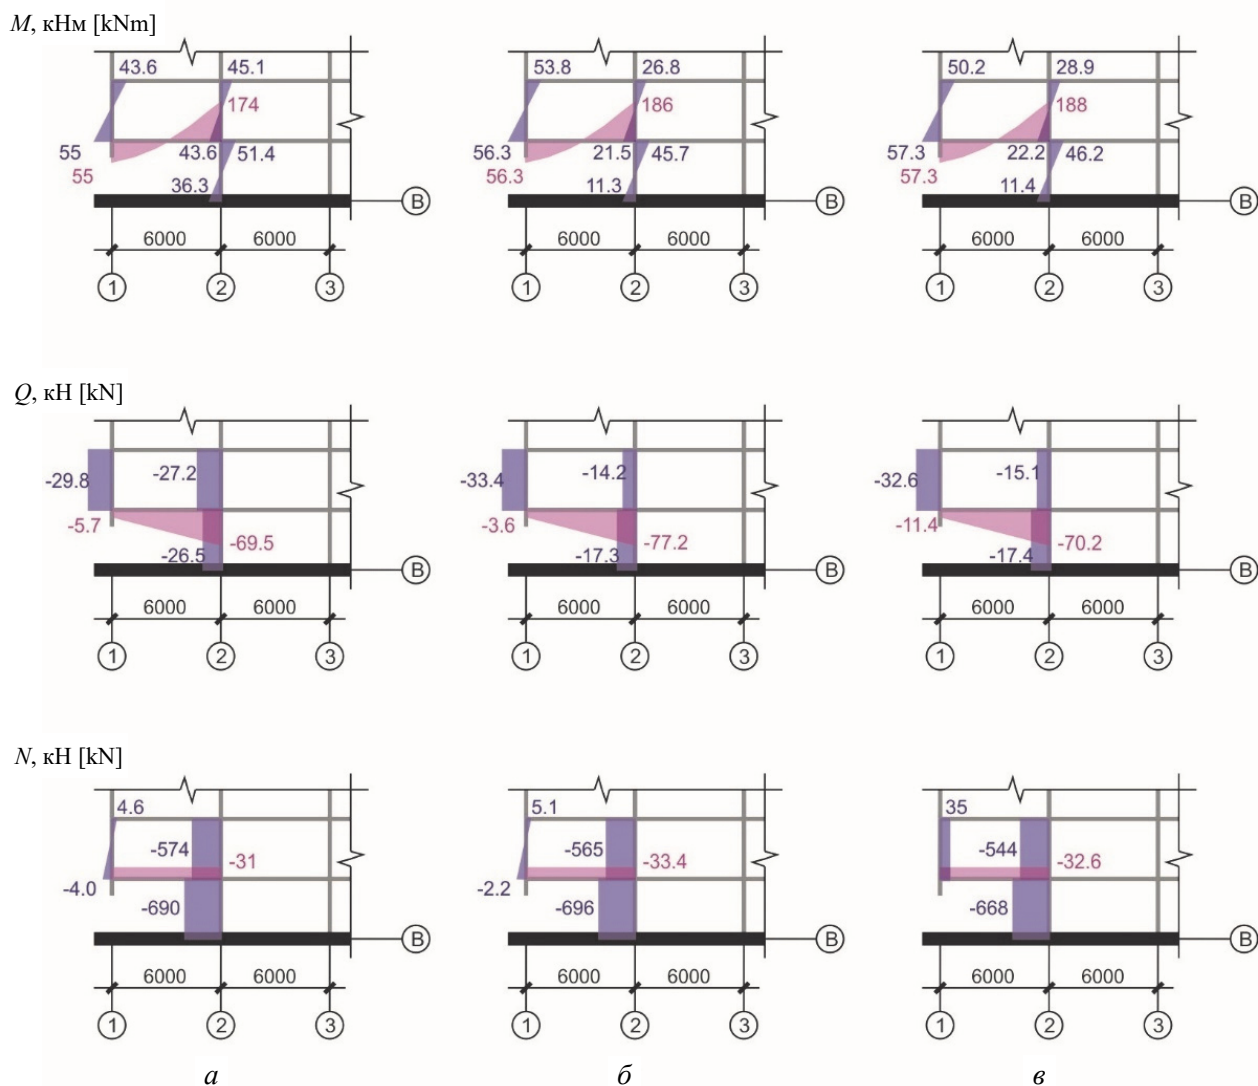 M, кНм [kNm]
43.6 45.1 53.8 26.8 50.2 28.9
174 186 188
55 43.6 51.4 56.3 21.5 45.7 57.3 22.2 46.2
55 56.3 57.3
36.3 11.3 11.4
В В В
6000 6000 6000 6000 6000 6000
1 2 3 1 2 3 1 2 3
Q, кН [kN]
-29.8 -27.2 -33.4 -14.2 -32.6 -15.1
-5.7 -3.6 -11.4
-69.5 -77.2 -70.2
-26.5 -17.3 -17.4
В В В
6000 6000 6000 6000 6000 6000
1 2 3 1 2 3 1 2 3
N, кН [kN]
4.6 5.1 35
-574 -31 -565 -33.4 -544 -32.6
-4.0 -2.2
-690 -696 -668
В В В
6000 6000 6000 6000 6000 6000
1 2 3 1 2 3 1 2 3
а б в